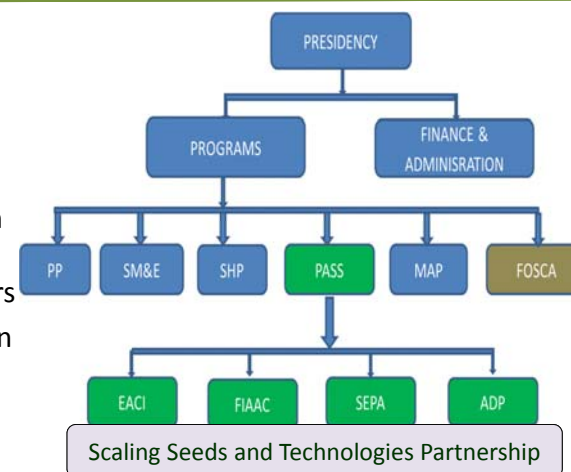 PRESIDENCY
PROGRAMS
FINANCE &
ADMINISRATION
PP
SM&E
SHP
PASS
MAP
FOSCA
rs
EACI
FIAAC
SEPA
ADP
Scaling Seeds and Technologies Partnership